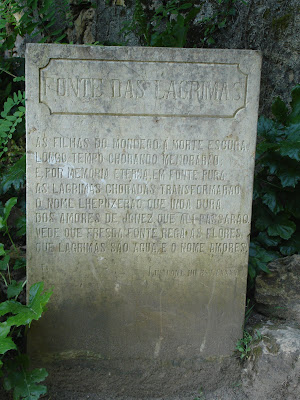 FONTE DAS LAGRIMAS
AS FILHAS DO MONDEGO A MORTE ESCURA
LONGO TEMPO CHORANDO MEMORARÃO
E, POR MEMORIA ETERNA, EM FONTE PURA
AS LAGRIMAS CHORADAS TRANSFORMARÃO
O NOME LHE PUZERÃO QUE INDA DURA
DOS AMORES DE IGNEZ QUE ALI PASSARÃO
VEDE QUE FRESCA FONTE REGA AS FLORES
QUE LAGRIMAS SÃO AGUA, E O NOME AMORES